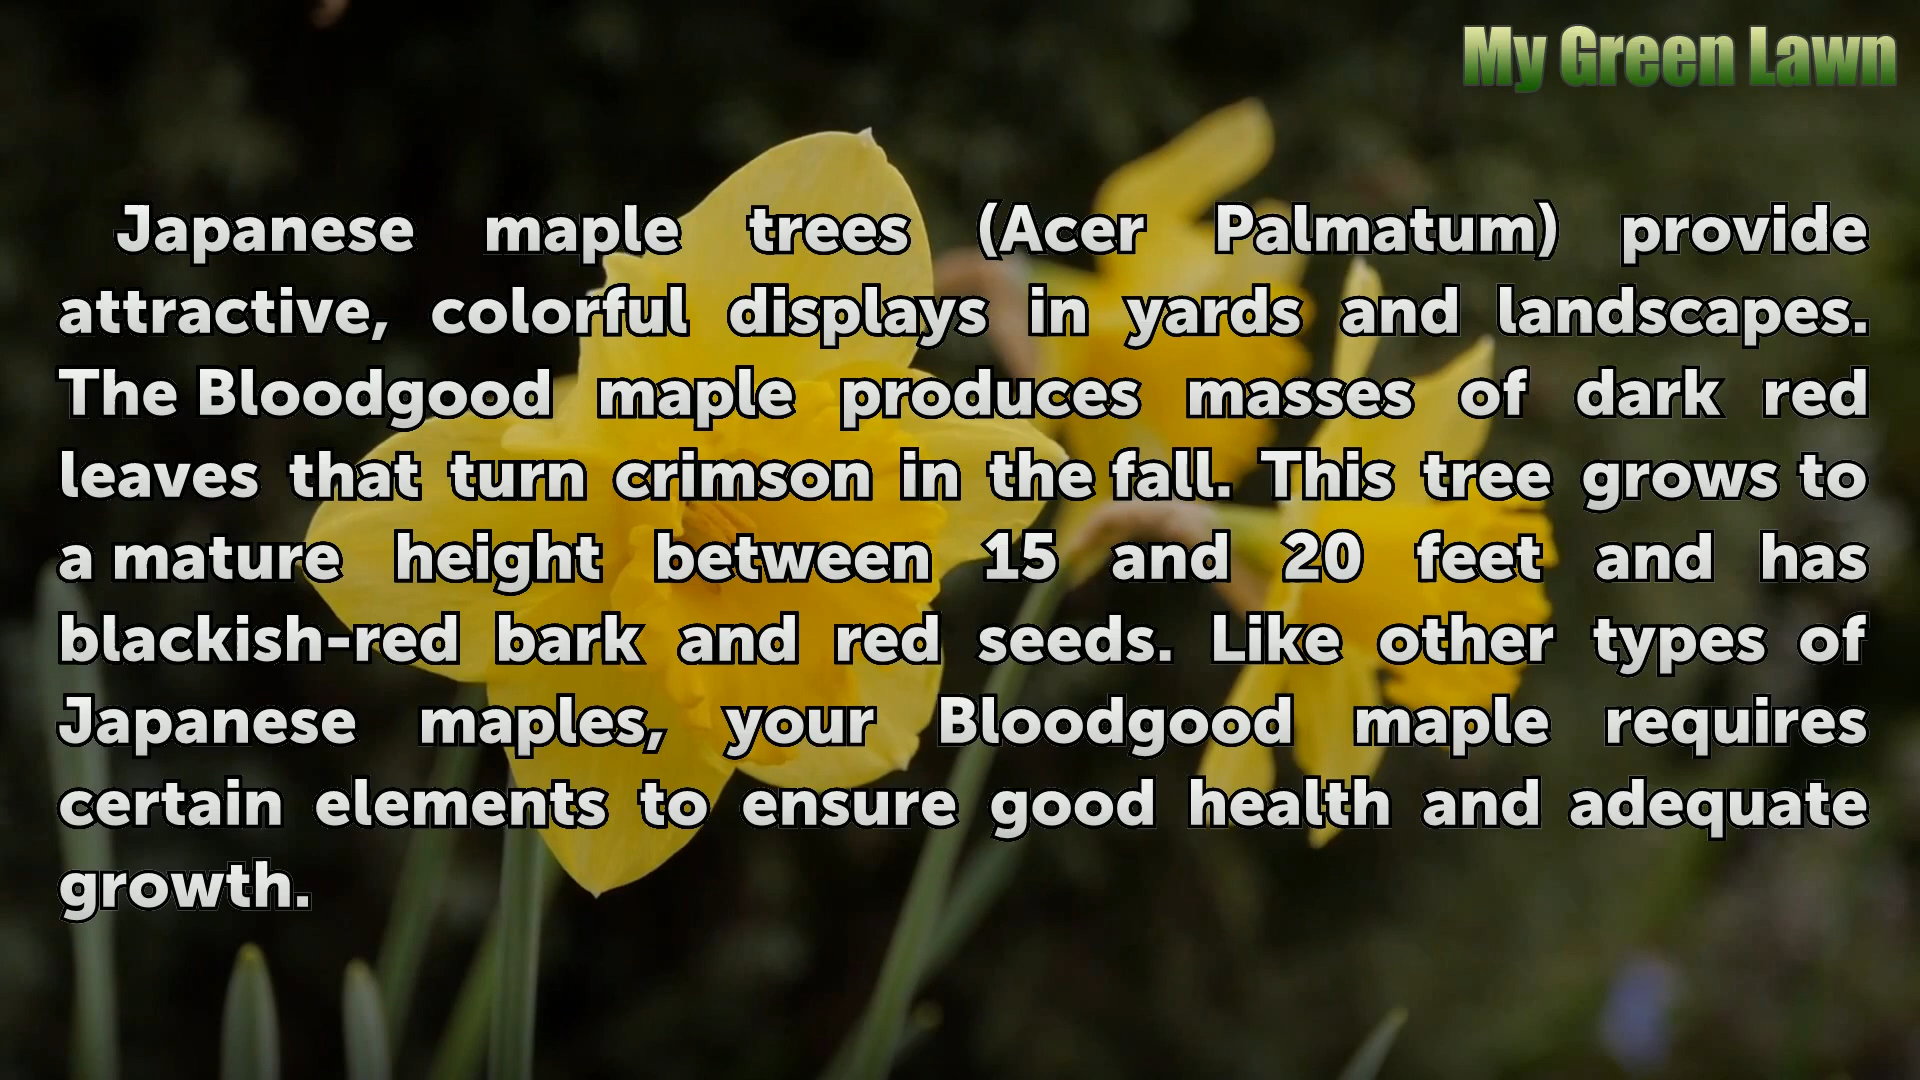 My Green Lawn
Japanese maple trees (Acer Palmatum) provide
attractive, colorful displays in yards and landscapes.
The Bloodgood maple produces masses of dark red
leaves that turn crimson in the fall. This tree grows to
a mature height between 15 and 20 feet and has
blackish-red bark and red seeds. Like other types of
Japanese maples, your Bloodgood maple requires
certain elements to ensure good health and adequate
growth.